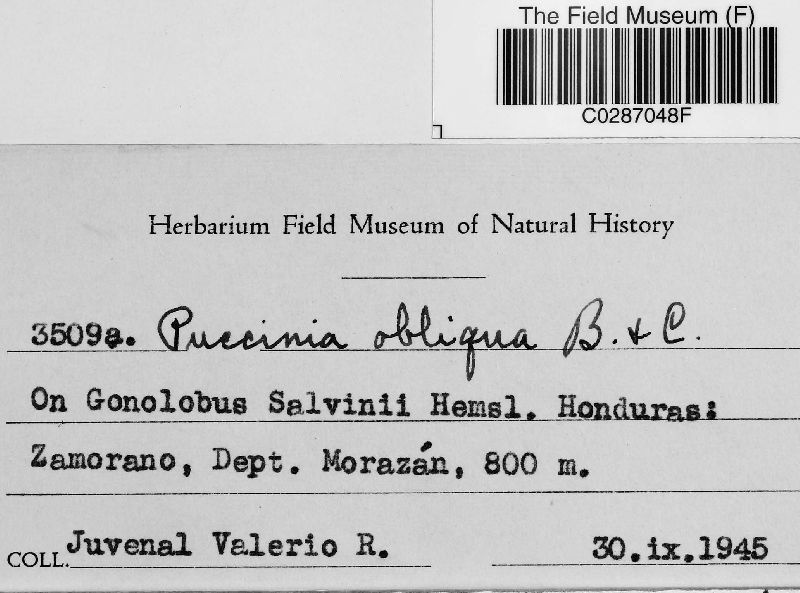 The Field Museum (F)
C0287048F
Herbarium Field Museum of Natural History
3509a. Puccinia obliqua B. & C.
On Gonolobus Salvinii Hemsl. Honduras:
Zamorano, Dept. Morazán, 800 m.
COLL. Juvenal Valerio R. 30.ix.1945